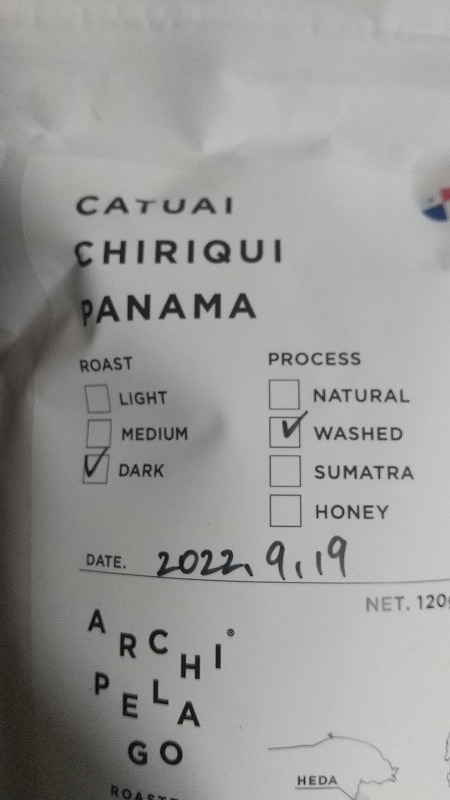 CATUAI
CHIRIQUI
PANAMA
ROAST
LIGHT
MEDIUM
DARK
PROCESS
NATURAL
WASHED
SUMATRA
HONEY
DATE. 2022.9.19
NET. 120g
ARCHI®
PELA
GO
HEDA